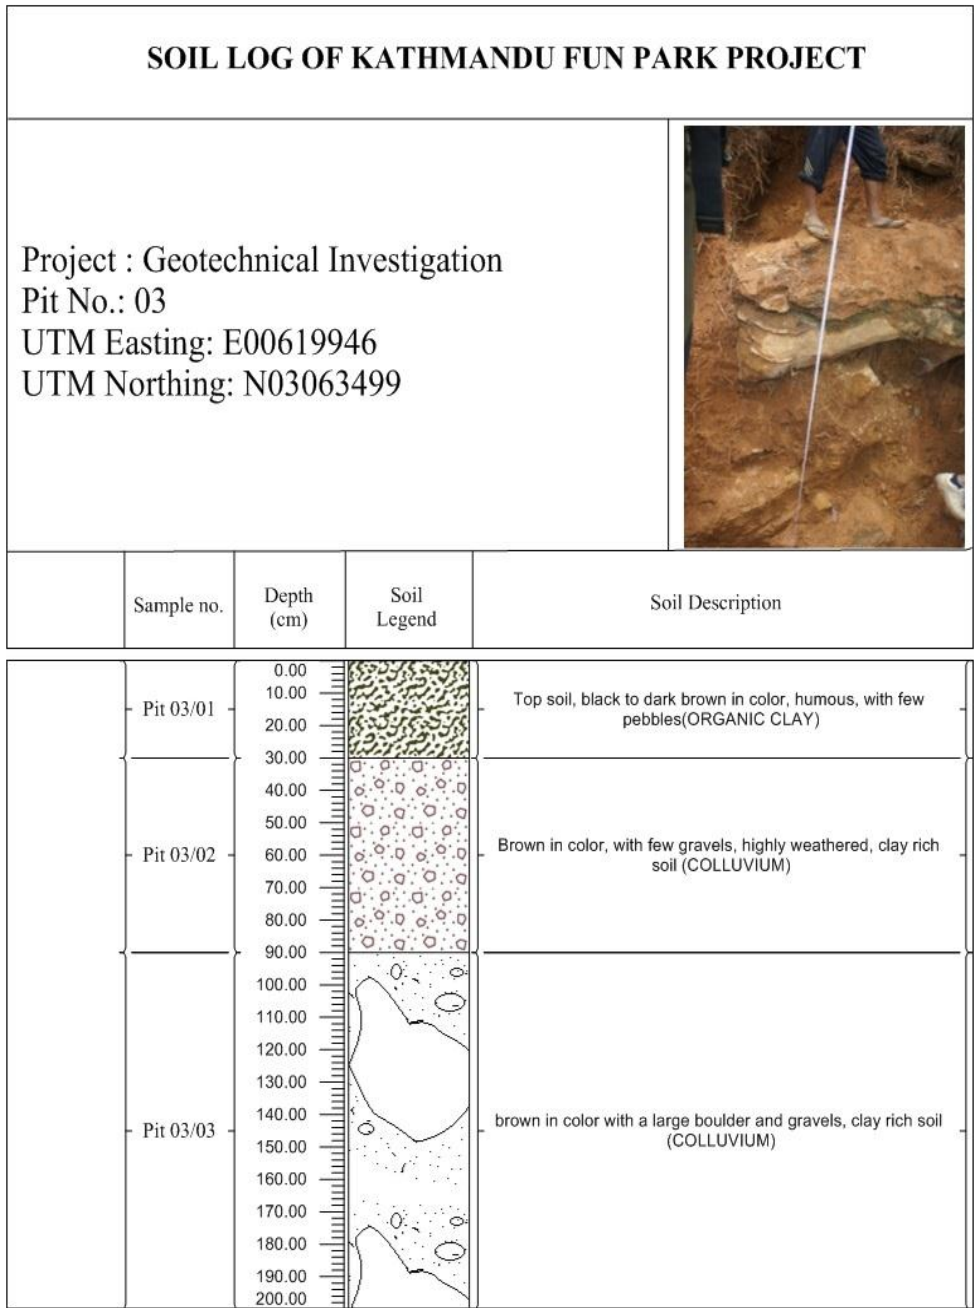 SOIL LOG OF KATHMANDU FUN PARK PROJECT
Project : Geotechnical Investigation
Pit No.: 03
UTM Easting: E00619946
UTM Northing: N03063499
Sample no.
Depth
(cm)
Soil
Legend
Soil Description
Pit 03/01
0.00
10.00
20.00
30.00
Top soil, black to dark brown in color, humous, with few
pebbles(ORGANIC CLAY)
Pit 03/02
40.00
50.00
60.00
70.00
80.00
90.00
Brown in color, with few gravels, highly weathered, clay rich
soil (COLLUVIUM)
Pit 03/03
100.00
110.00
120.00
130.00
140.00
150.00
160.00
170.00
180.00
190.00
200.00
brown in color with a large boulder and gravels, clay rich soil
(COLLUVIUM)